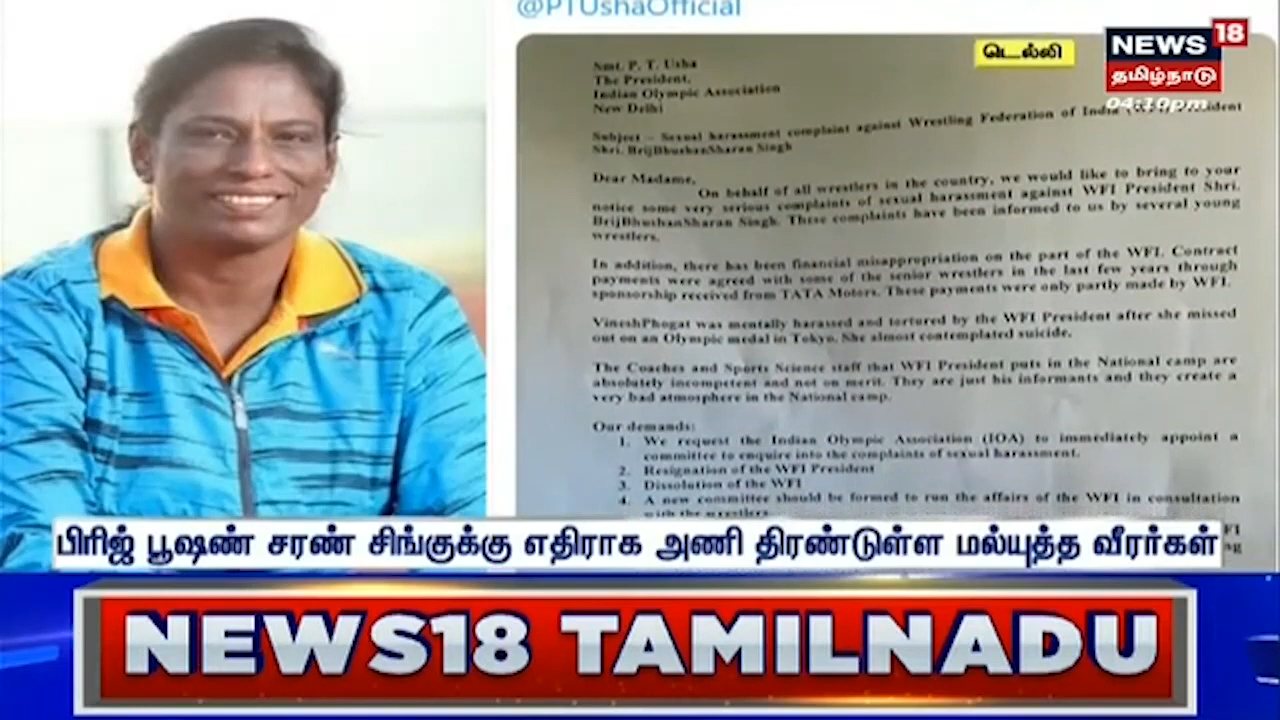 @PTUshaOfficial
டெல்லி
NEWS 18
தமிழ்நாடு
04:10pm
Smt. P. T. Usha
The President,
Indian Olympic Association
New Delhi
Subject – Sexual harassment complaint against Wrestling Federation of India
Shri. BrijBhushanSharan Singh
Dear Madame,
On behalf of all wrestlers in the country, we would like to bring to your
notice some very serious complaints of sexual harassment against WFI President Shri.
BrijBhushanSharan Singh. These complaints have been informed to us by several young
wrestlers.
In addition, there has been financial misappropriation on the part of the WFI. Contract
payments were agreed with some of the senior wrestlers in the last few years through
sponsorship received from TATA Motors. These payments were only partly made by WFI.
VineshPhogat was mentally harassed and tortured by the WFI President after she missed
out on an Olympic medal in Tokyo. She almost contemplated suicide.
The Coaches and Sports Science staff that WFI President puts in the National camp are
absolutely incompetent and not on merit. They are just his informants and they create a
very bad atmosphere in the National camp.
Our demands:
1. We request the Indian Olympic Association (IOA) to immediately appoint a
committee to enquire into the complaints of sexual harassment.
2. Resignation of the WFI President
3. Dissolution of the WFI
4. A new committee should be formed to run the affairs of the WFI in consultation
with the wrestlers
பிரிஜ் பூஷண் சரண் சிங்குக்கு எதிராக அணி திரண்டுள்ள மல்யுத்த வீரர்கள்
NEWS18 TAMILNADU